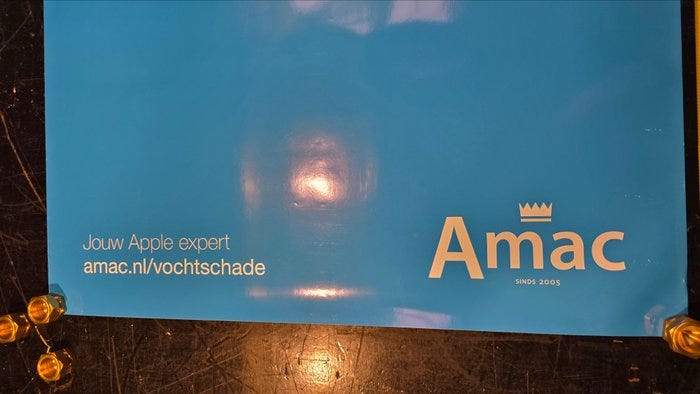 Jouw Apple expert
amac.nl/vochtschade
Amac
SINDS 2005